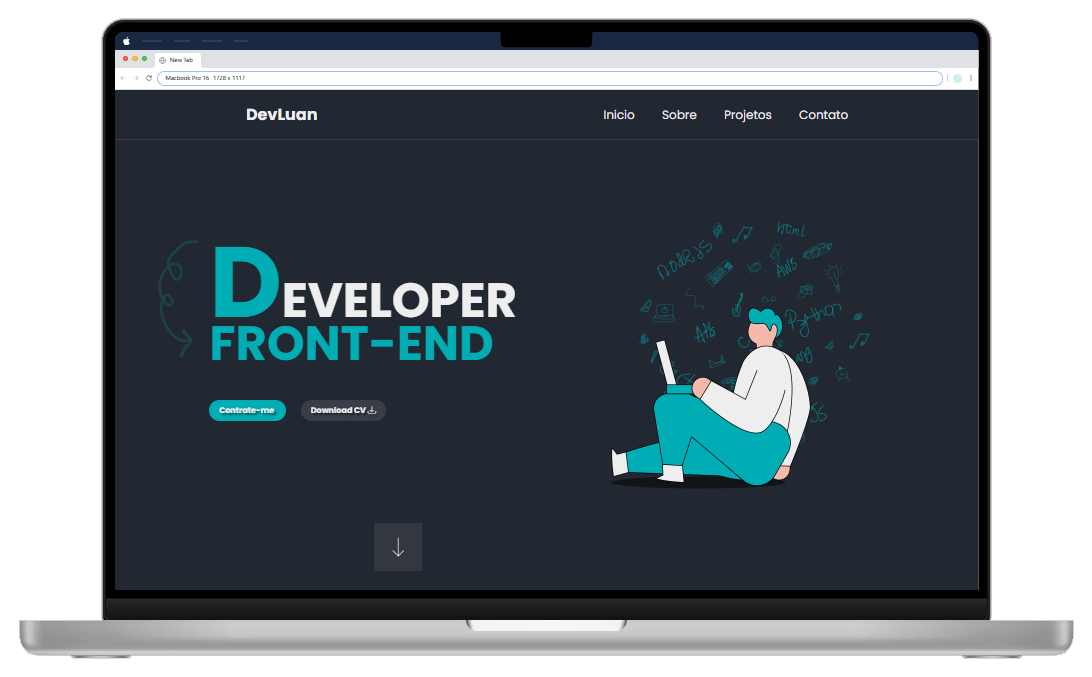 New Tab
Macbook Pro 16 1728 x 1117
DevLuan
Inicio Sobre Projetos Contato
DEVELOPER
FRONT-END
Contrate-me Download CV
html
NODEJS
AWS
Python